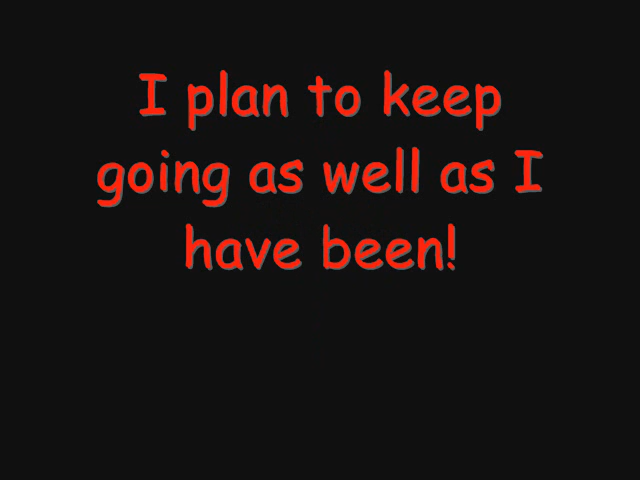 I plan to keep
going as well as I
have been!